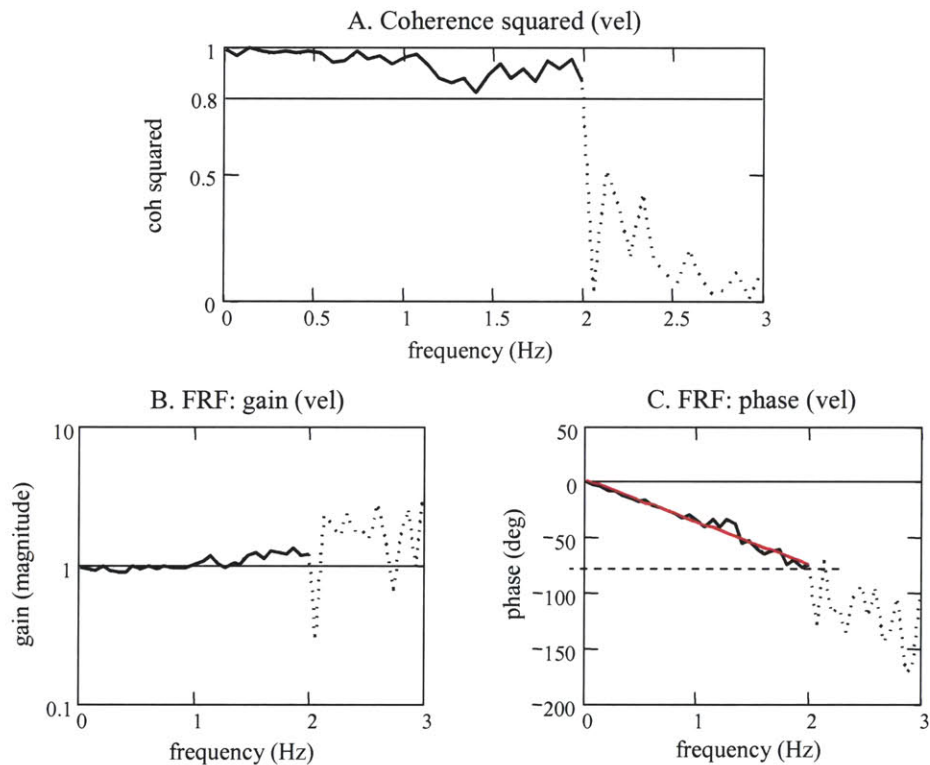 A. Coherence squared (vel)
1
0.8
0.5
0
coh squared
0 0.5 1 1.5 2 2.5 3
frequency (Hz)
B. FRF: gain (vel)
10
1
0.1
gain (magnitude)
0 1 2 3
frequency (Hz)
C. FRF: phase (vel)
50
0
−50
−100
−150
−200
phase (deg)
0 1 2 3
frequency (Hz)